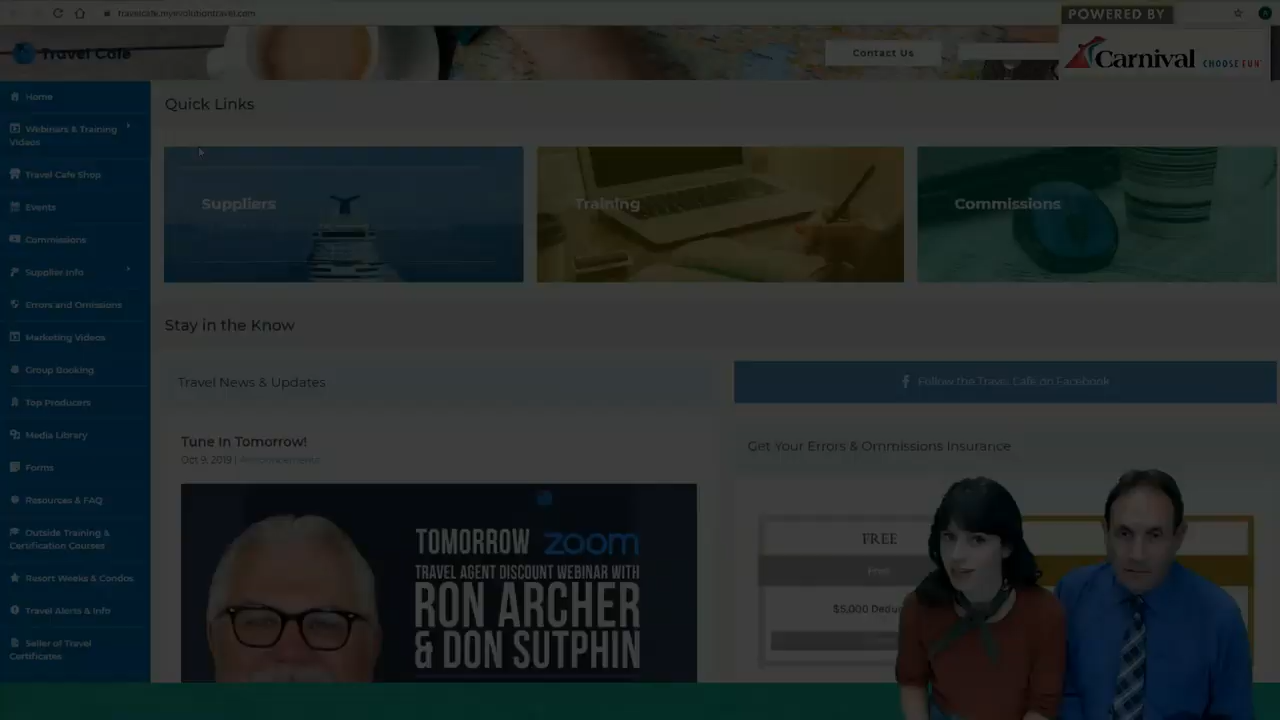 travelcafe.myevolutiontravel.com
POWERED BY
Travel Cafe
Contact Us
Carnival CHOOSE FUN
Home
Webinars & Training
Videos
Travel Cafe Shop
Events
Commissions
Supplier Info
Errors and Omissions
Marketing Videos
Group Booking
Top Producers
Media Library
Forms
Resources & FAQ
Outside Training &
Certification Courses
Resort Weeks & Condos
Travel Alerts & Info
Seller of Travel
Certificates
Quick Links
Suppliers
Training
Commissions
Stay in the Know
Travel News & Updates
Follow the Travel Cafe on Facebook
Tune In Tomorrow!
Oct 9, 2019 | Announcements
Get Your Errors & Ommissions Insurance
TOMORROW zoom
TRAVEL AGENT DISCOUNT WEBINAR WITH
RON ARCHER
& DON SUTPHIN
FREE
Free
$5,000